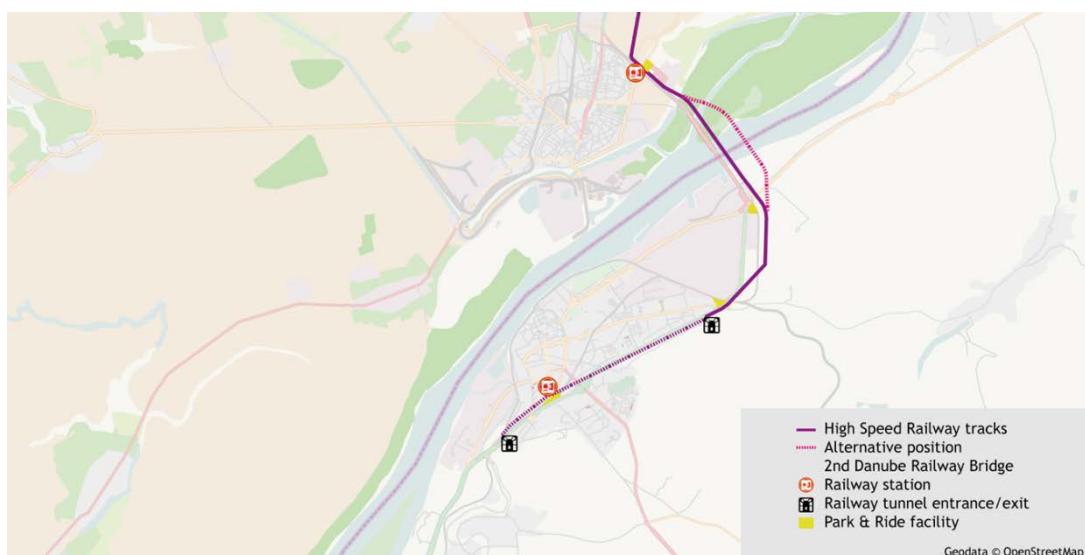 High Speed Railway tracks
Alternative position
2nd Danube Railway Bridge
Railway station
Railway tunnel entrance/exit
Park & Ride facility
Geodata © OpenStreetMap